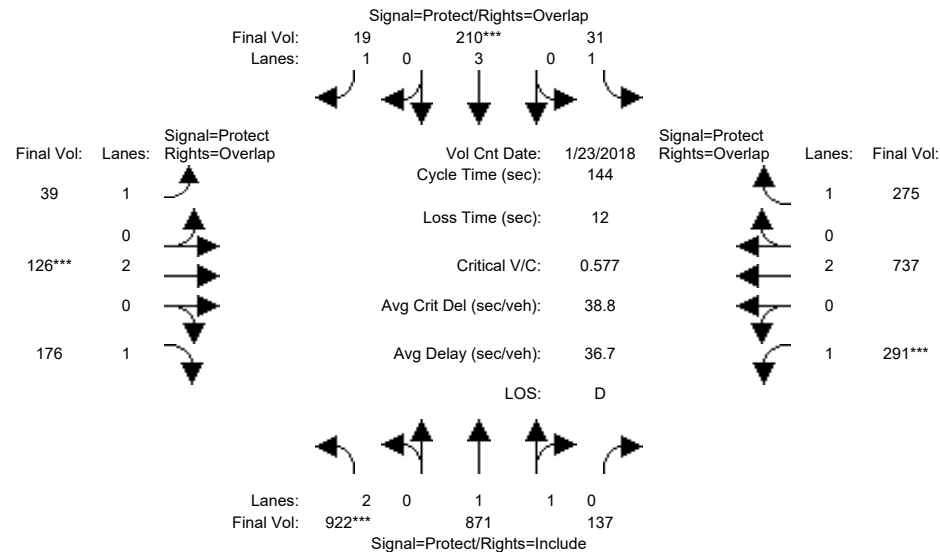 Signal=Protect/Rights=Overlap
Final Vol: 19 210*** 31
Lanes: 1 0 3 0 1
Signal=Protect
Final Vol: Lanes: Rights=Overlap
Vol Cnt Date: 1/23/2018
Signal=Protect
Rights=Overlap Lanes: Final Vol:
Cycle Time (sec): 144
39 1
1 275
Loss Time (sec): 12
0
0
126*** 2
Critical V/C: 0.577
2 737
0
Avg Crit Del (sec/veh): 38.8
0
176 1
Avg Delay (sec/veh): 36.7
1 291***
LOS: D
Lanes: 2 0 1 1 0
Final Vol: 922*** 871 137
Signal=Protect/Rights=Include